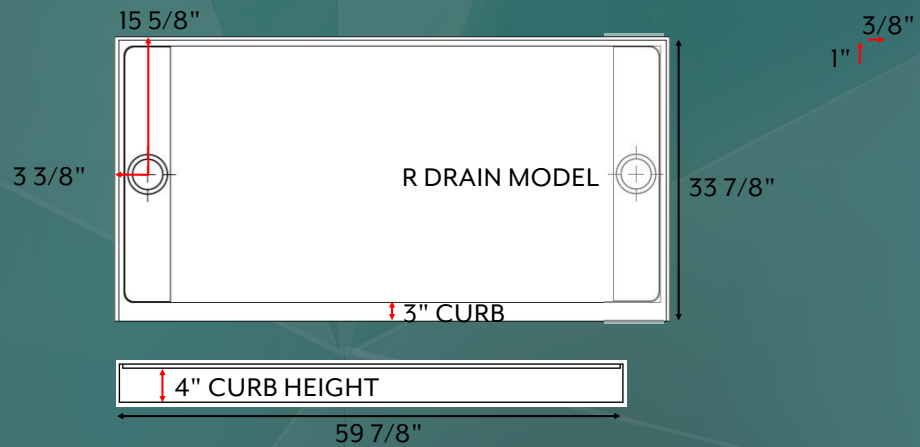 15 5/8"
3/8"
1"
3 3/8"
R DRAIN MODEL
33 7/8"
3" CURB
4" CURB HEIGHT
59 7/8"